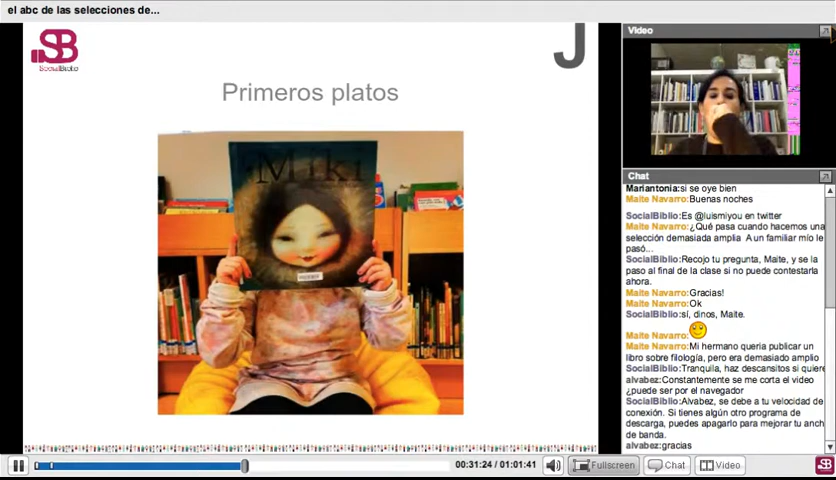 el abc de las selecciones de...
SB
SocialBiblio
J
Primeros platos
Miki
Video
Chat
Mariantonia:si se oye bien
Maite Navarro:Buenas noches
SocialBiblio:Es @luismiyou en twitter
Maite Navarro:¿Qué pasa cuando hacemos una
selección demasiada amplia A un familiar mío le
pasó...
SocialBiblio:Recojo tu pregunta, Maite, y se la
paso al final de la clase si no puede contestarla
ahora.
Maite Navarro:Gracias!
Maite Navarro:Ok
SocialBiblio:sí, dinos, Maite.
Maite Navarro:
Maite Navarro:Mi hermano queria publicar un
libro sobre filología, pero era demasiado amplio
SocialBiblio:Tranquila, haz descansitos si quiere
alvabez:Constantemente se me corta el video
¿puede ser por el navegador
SocialBiblio:Alvabez, se debe a tu velocidad de
conexión. Si tienes algún otro programa de
descarga, puedes apagarlo para mejorar tu anch
de banda.
alvabez:gracias
00:31:24 / 01:01:41
Fullscreen
Chat
Video
SB